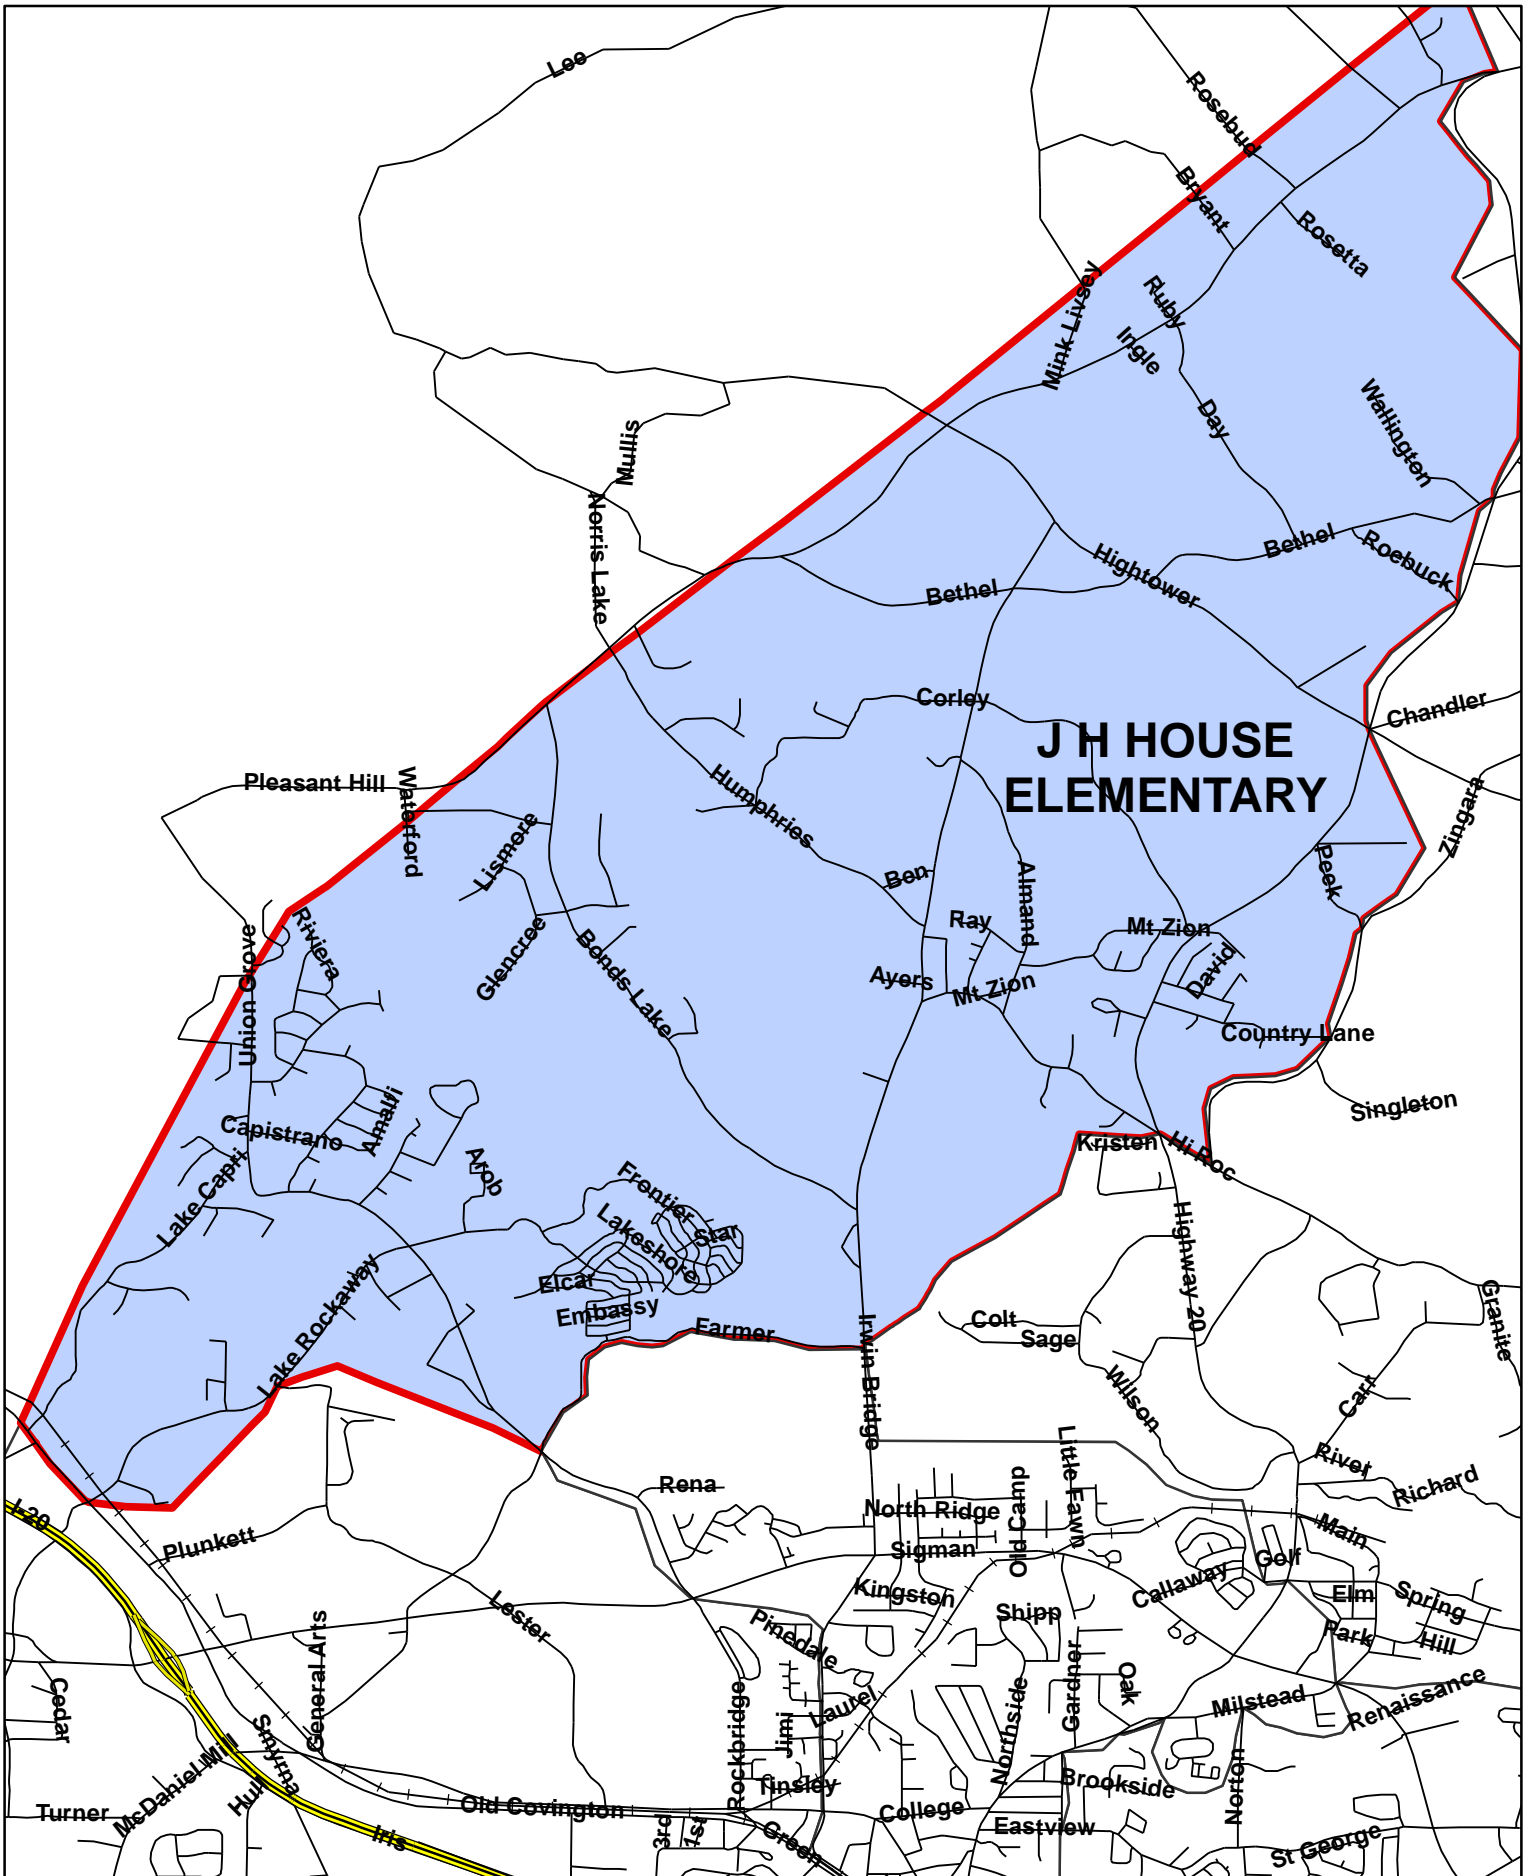 Lee
Rosebud
Bryant
Rosetta
Mink Livsey
Ruby
Ingle
Day
Wallington
Mullis
Norris Lake
Bethel
Hightower
Bethel
Roebuck
Corley
Chandler
J H HOUSE
ELEMENTARY
Pleasant Hill
Waterford
Lismore
Humphries
Zingara
Ben
Almand
Peek
Riviera
Union Grove
Glencree
Bonds Lake
Ray
Mt Zion
Ayers
Mt Zion
David
Country Lane
Capistrano
Amalfi
Singleton
Lake Capri
Arob
Kristen
Hi Roc
Frontier
Lakeshore
Star
Highway 20
Elcar
Embassy
Lake Rockaway
Farmer
Irwin Bridge
Colt
Sage
Granite
Wilson
Carr
Little Fawn
River
Rena
Richard
I-20
North Ridge
Old Camp
Plunkett
Sigman
Main
Golf
Kingston
Callaway
Elm
Spring
Lester
Shipp
Pinedale
Park
Hill
General Arts
Cedar
Gardner
Oak
Northside
Milstead
Renaissance
Rockbridge
Jimi
Laurel
Smyrna
McDaniel Mill
Hull
Tinsley
Brookside
Norton
Turner
Old Covington
College
Eastview
3rd
1st
Green
Iris
St George